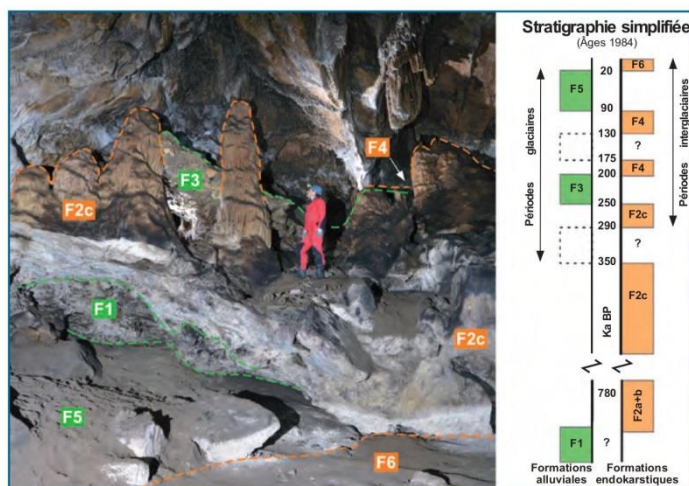 F4
F3
F2c
F1
F2c
F5
F6
Stratigraphie simplifiée
(Âges 1984)
F6
20
F5
90
F4
130
?
175
F4
200
F3
250
F2c
290
?
350
F2c
780
F2a+b
F1
?
glaciaires
Périodes
interglaciaires
Périodes
Ka BP
Formations Formations
alluviales endokarstiques